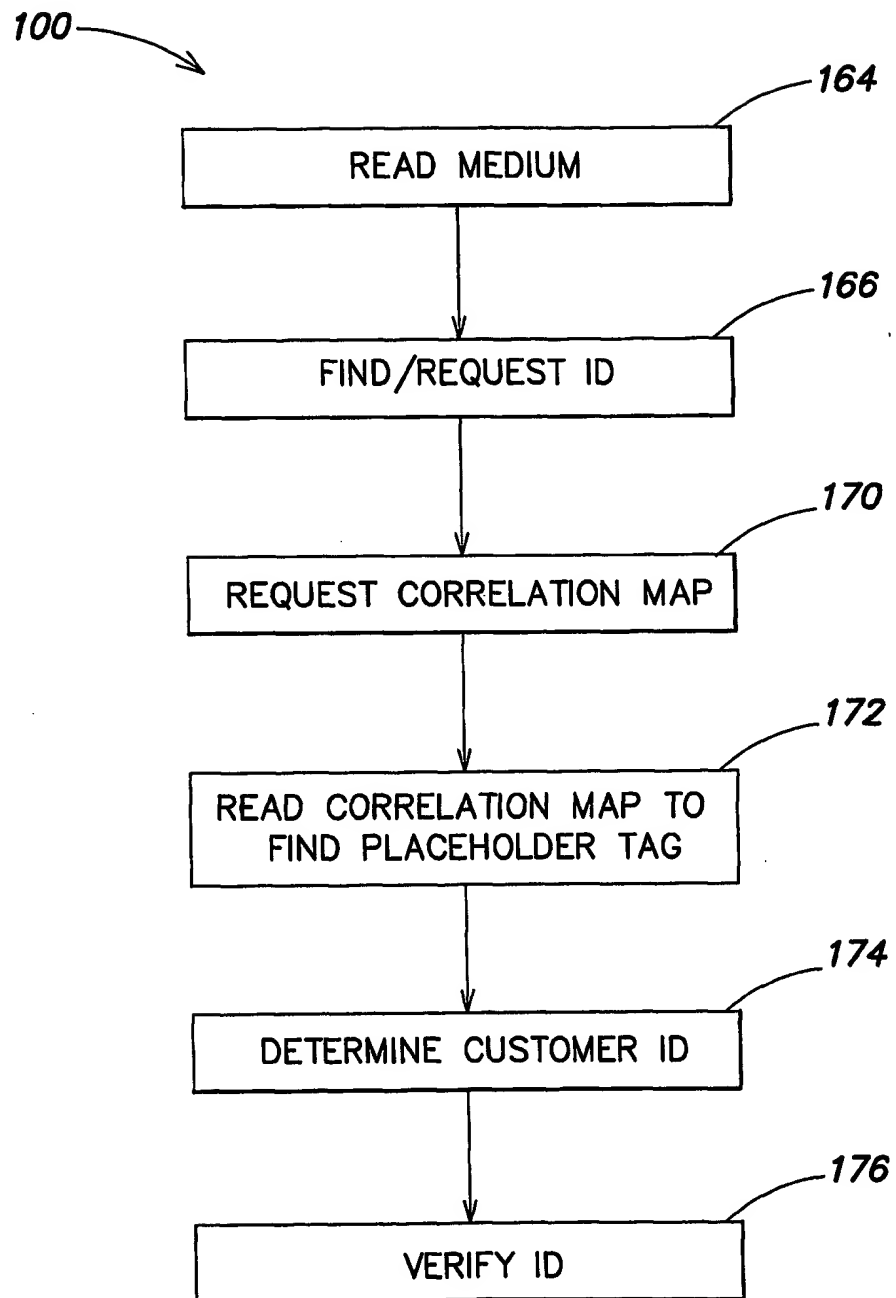 100
164
READ MEDIUM
166
FIND/REQUEST ID
170
REQUEST CORRELATION MAP
172
READ CORRELATION MAP TO
FIND PLACEHOLDER TAG
174
DETERMINE CUSTOMER ID
176
VERIFY ID